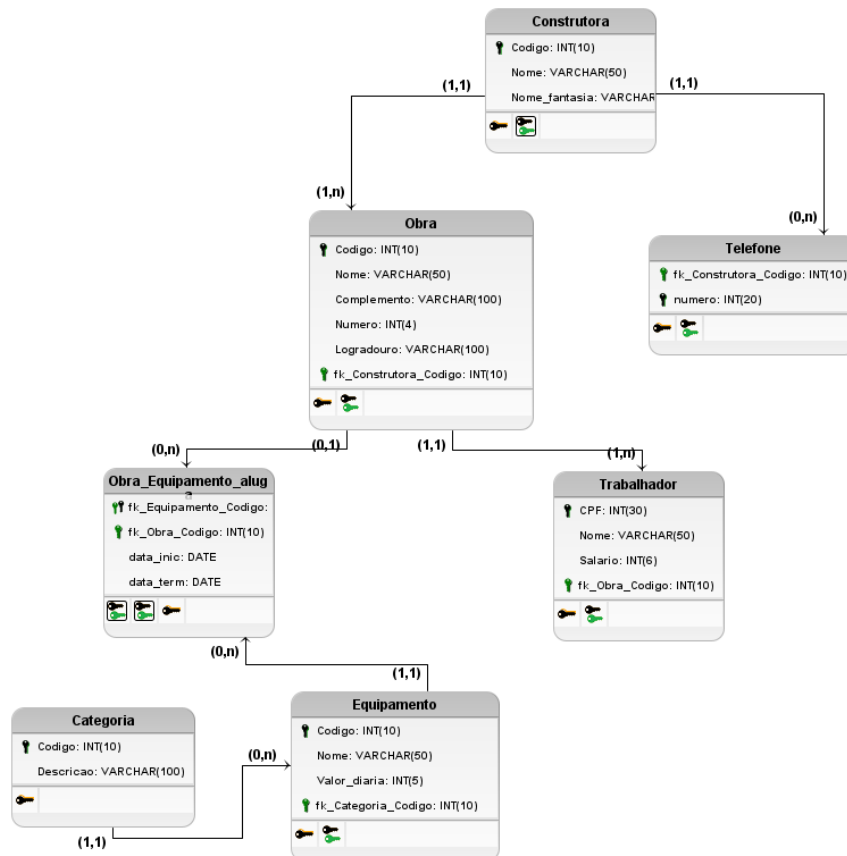 Construtora
Codigo: INT(10)
Nome: VARCHAR(50)
Nome_fantasia: VARCHAR
(1,1)
(1,1)
(1,n)
(0,n)
Obra
Codigo: INT(10)
Nome: VARCHAR(50)
Complemento: VARCHAR(100)
Numero: INT(4)
Logradouro: VARCHAR(100)
fk_Construtora_Codigo: INT(10)
Telefone
fk_Construtora_Codigo: INT(10)
numero: INT(20)
(0,n)
(0,1)
(1,1)
(1,n)
Obra_Equipamento_alug
a
fk_Equipamento_Codigo:
fk_Obra_Codigo: INT(10)
data_inic: DATE
data_term: DATE
Trabalhador
CPF: INT(30)
Nome: VARCHAR(50)
Salario: INT(6)
fk_Obra_Codigo: INT(10)
(0,n)
(1,1)
Categoria
Codigo: INT(10)
Descricao: VARCHAR(100)
(0,n)
(1,1)
Equipamento
Codigo: INT(10)
Nome: VARCHAR(50)
Valor_diaria: INT(5)
fk_Categoria_Codigo: INT(10)